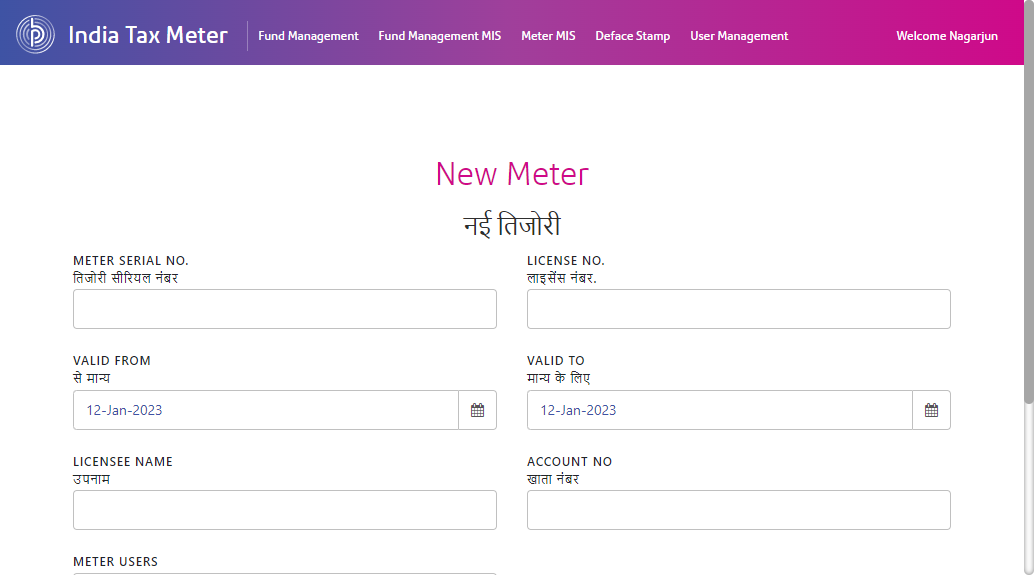 India Tax Meter
Fund Management Fund Management MIS Meter MIS Deface Stamp User Management Welcome Nagarjun
New Meter
नई तिजोरी
METER SERIAL NO.
तिजोरी सीरियल नंबर
LICENSE NO.
लाइसेंस नंबर.
VALID FROM
से मान्य
12-Jan-2023
VALID TO
मान्य के लिए
12-Jan-2023
LICENSEE NAME
उपनाम
ACCOUNT NO
खाता नंबर
METER USERS